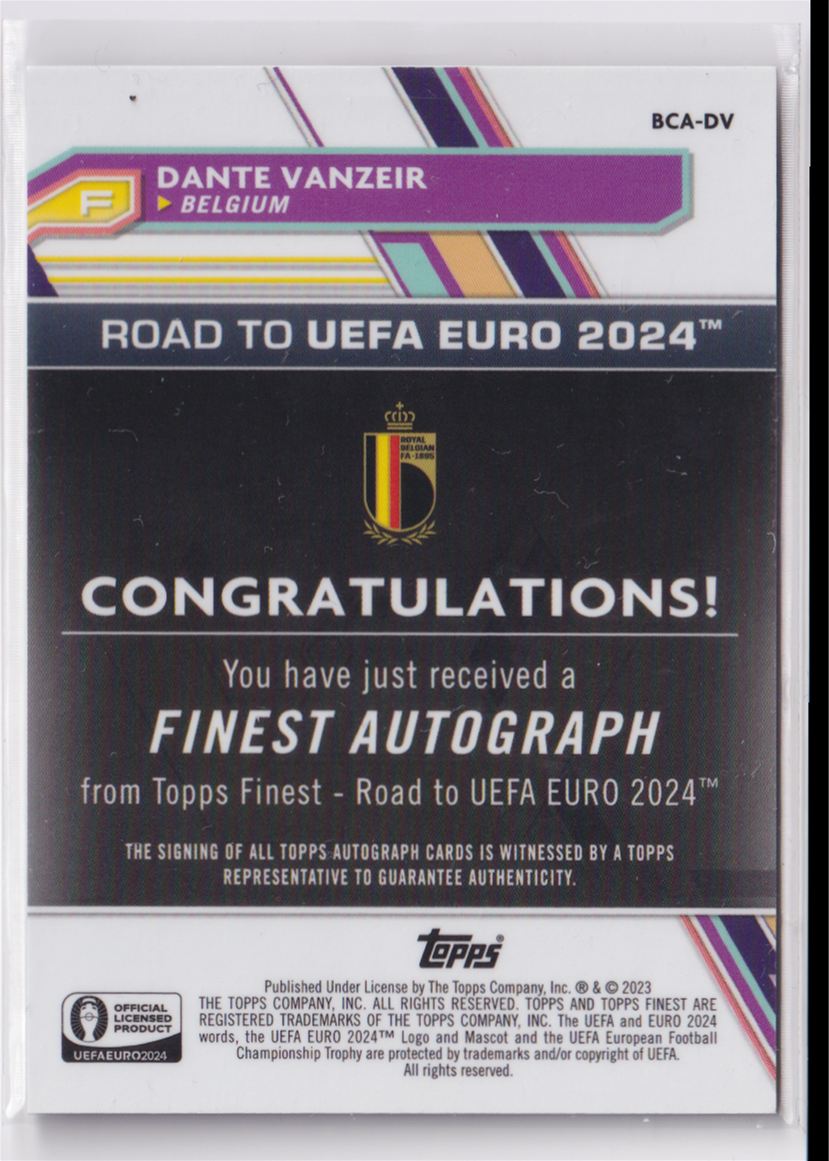 BCA-DV
DANTE VANZEIR
F
BELGIUM
ROAD TO UEFA EURO 2024™
ROYAL
BELGIAN
FA-1895
CONGRATULATIONS!
You have just received a
FINEST AUTOGRAPH
from Topps Finest - Road to UEFA EURO 2024™
THE SIGNING OF ALL TOPPS AUTOGRAPH CARDS IS WITNESSED BY A TOPPS
REPRESENTATIVE TO GUARANTEE AUTHENTICITY.
Topps®
Published Under License by The Topps Company, Inc. ® & © 2023
THE TOPPS COMPANY, INC. ALL RIGHTS RESERVED. TOPPS AND TOPPS FINEST ARE
REGISTERED TRADEMARKS OF THE TOPPS COMPANY, INC. The UEFA and EURO 2024
words, the UEFA EURO 2024™ Logo and Mascot and the UEFA European Football
Championship Trophy are protected by trademarks and/or copyright of UEFA.
All rights reserved.
OFFICIAL
LICENSED
PRODUCT
UEFAEURO2024